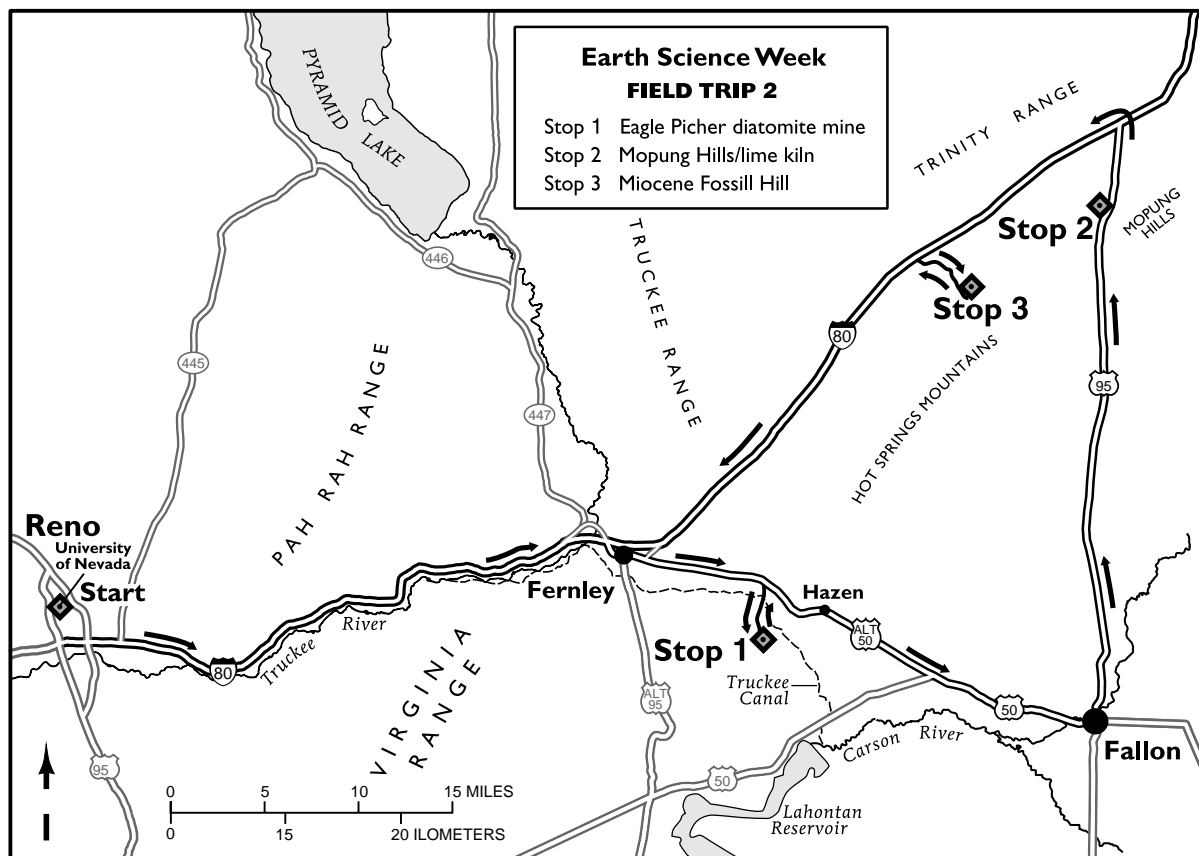 Earth Science Week
FIELD TRIP 2
Stop 1 Eagle Picher diatomite mine
Stop 2 Mopung Hills/lime kiln
Stop 3 Miocene Fossill Hill
PYRAMID
LAKE
TRINITY RANGE
MOPUNG
HILLS
Stop 2
Stop 3
TRUCKEE RANGE
446
445
447
80
95
HOT SPRINGS MOUNTAINS
PAH RAH RANGE
Reno
University
of Nevada
Start
Fernley
Hazen
ALT
50
Stop 1
Truckee
River
80
Truckee
Canal
VIRGINIA
RANGE
ALT
95
50
Fallon
Carson River
95
50
Lahontan
Reservoir
0 5 10 15 MILES
0 15 20 ILOMETERS